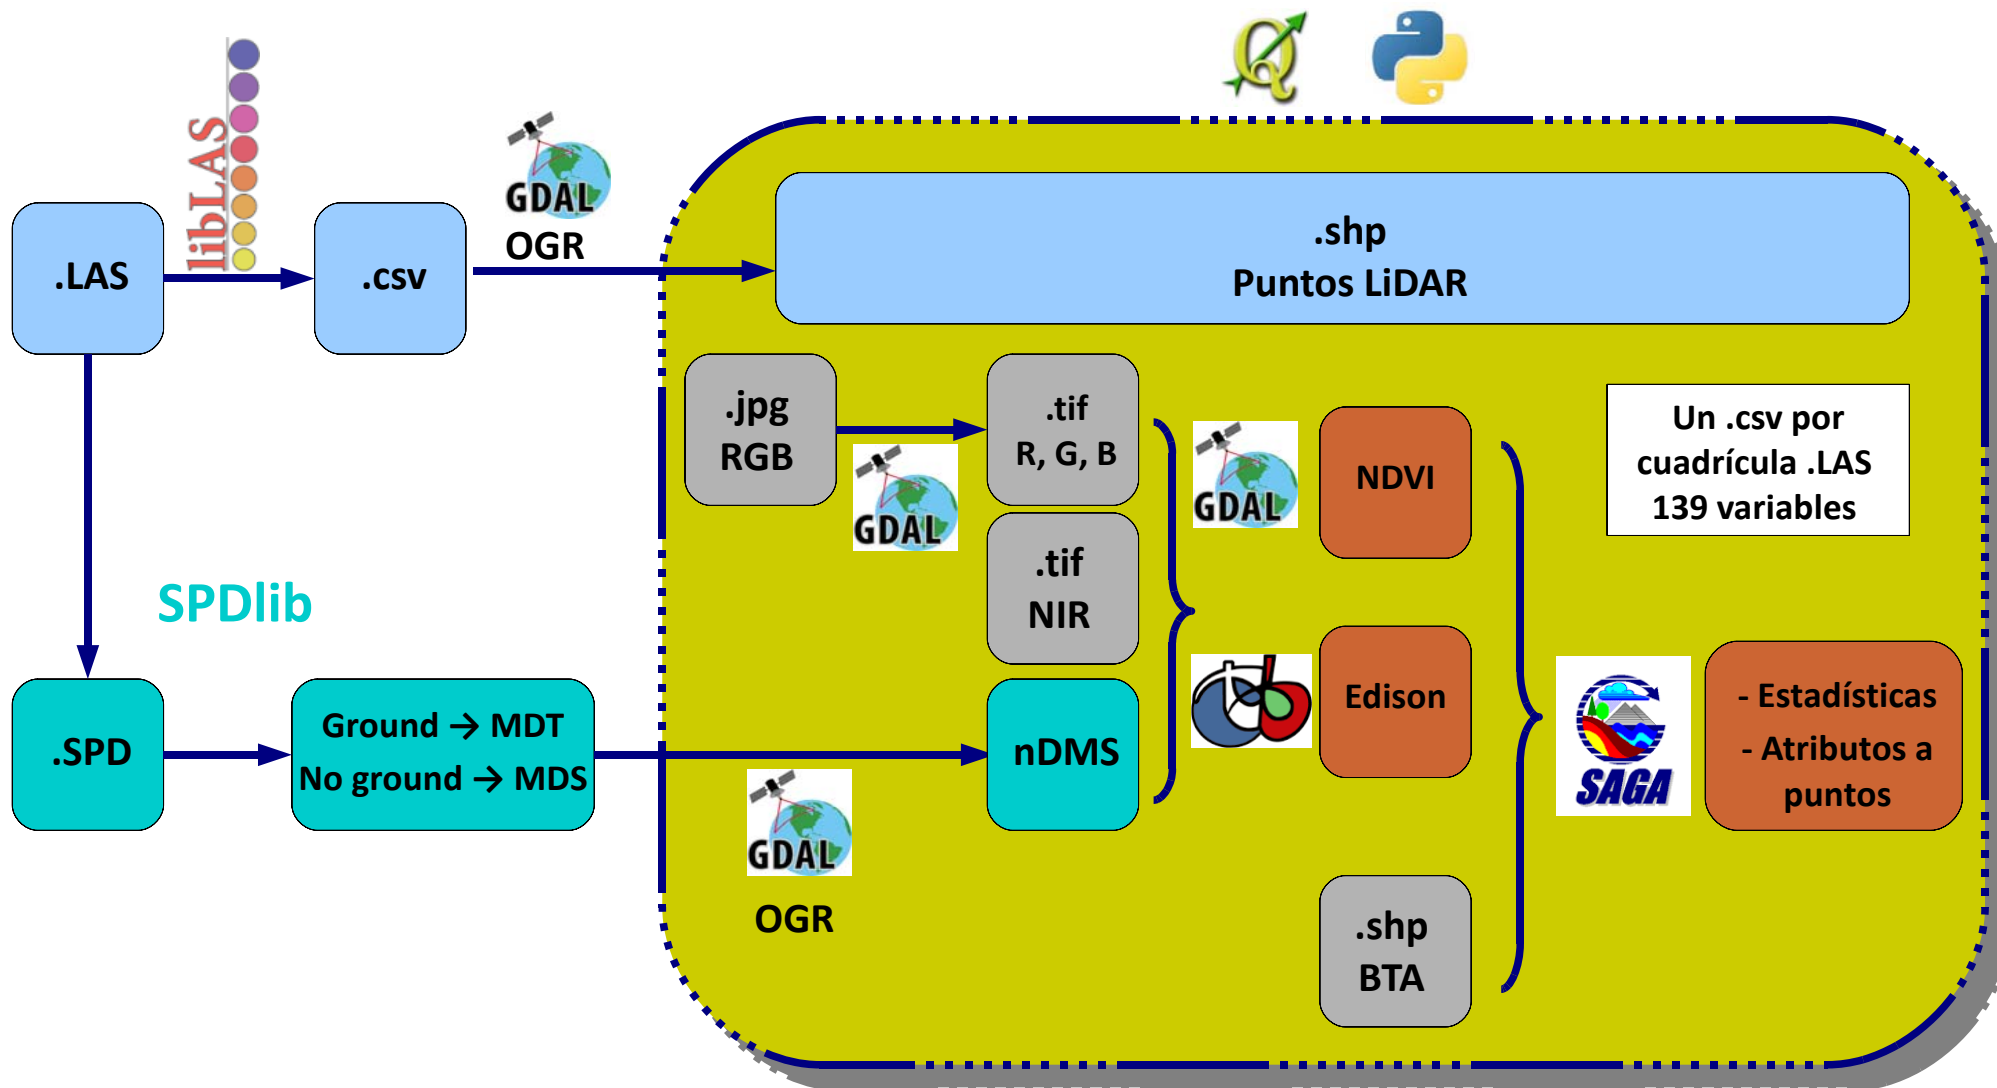 libLAS
GDAL
OGR
.LAS
.csv
.shp
Puntos LiDAR
.jpg
RGB
GDAL
.tif
R, G, B
GDAL
NDVI
Un .csv por
cuadrícula .LAS
139 variables
.tif
NIR
SPDlib
.SPD
Ground → MDT
No ground → MDS
GDAL
OGR
nDMS
Edison
SAGA
- Estadísticas
- Atributos a
puntos
.shp
BTA